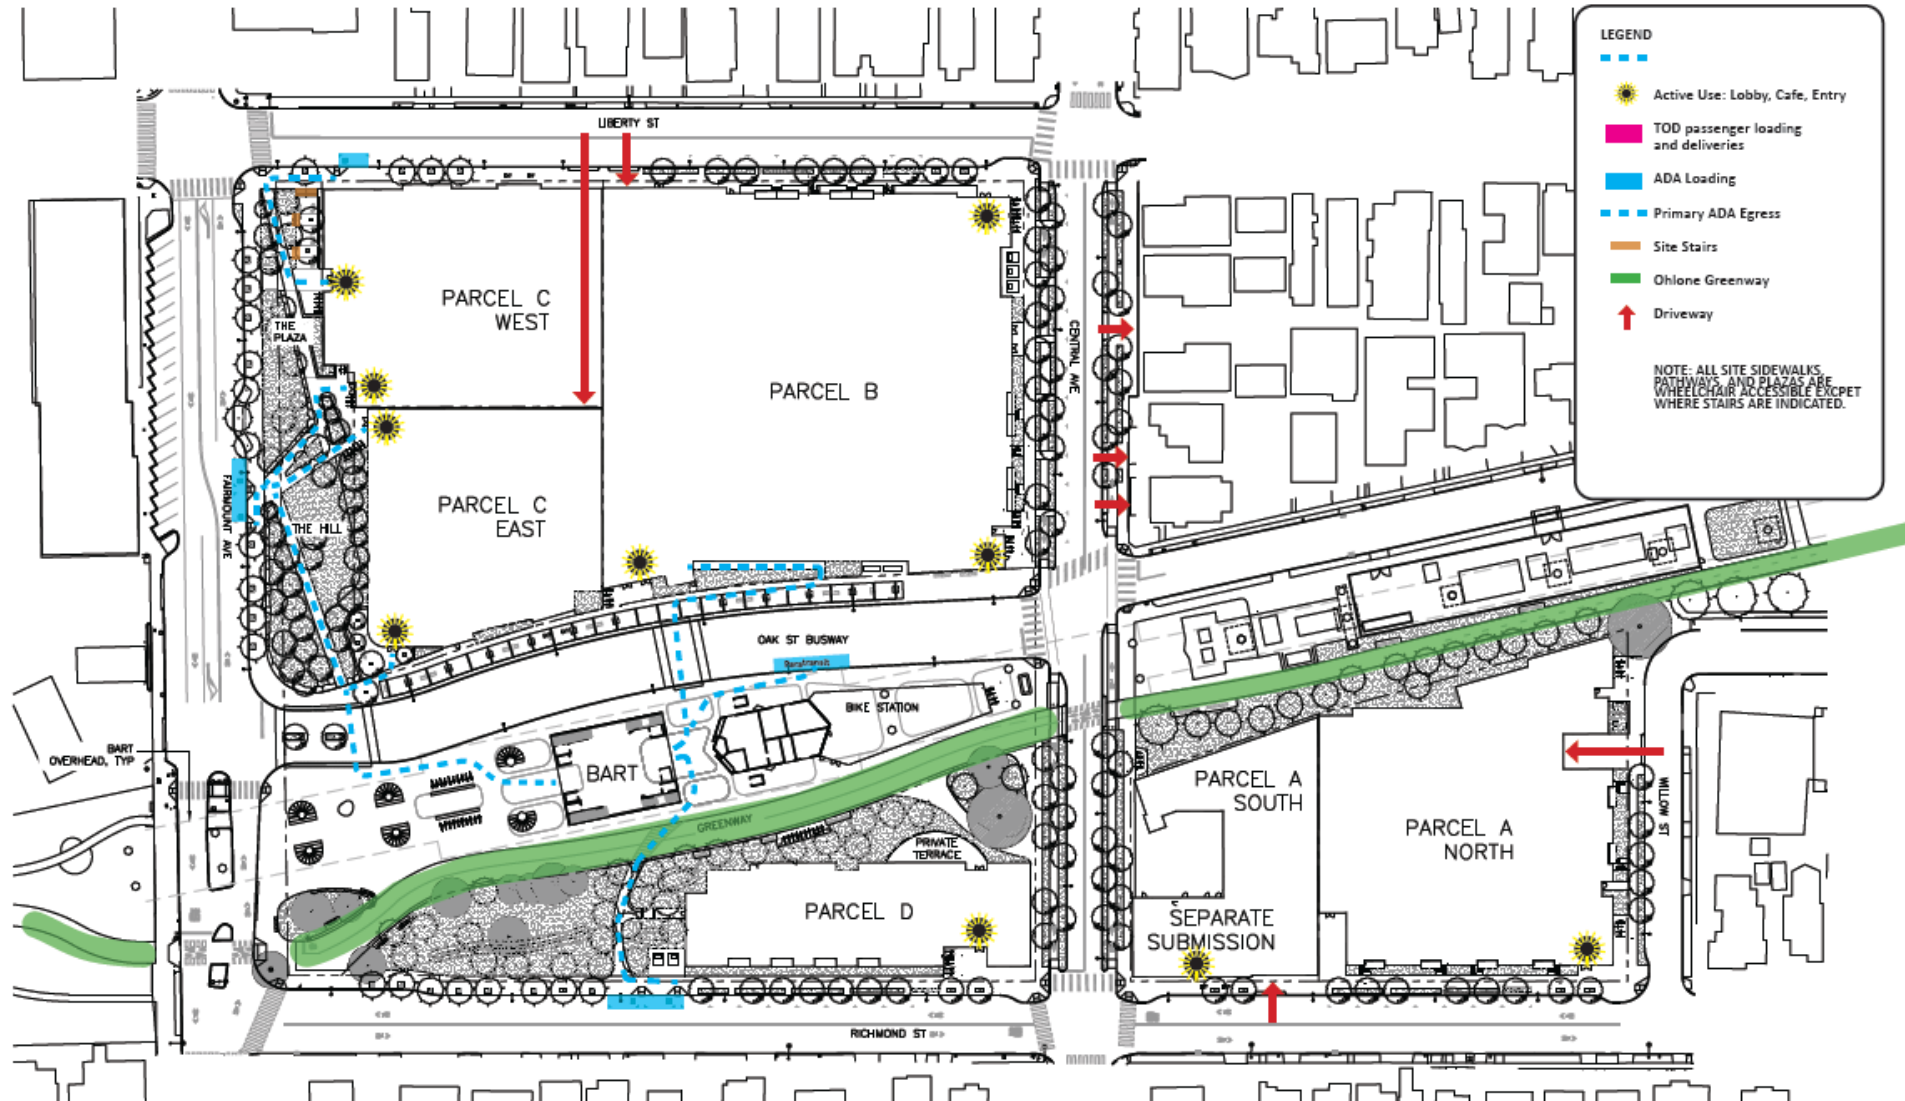 LEGEND
Active Use: Lobby, Cafe, Entry
TOD passenger loading
and deliveries
ADA Loading
Primary ADA Egress
Site Stairs
Ohlone Greenway
Driveway
NOTE: ALL SITE SIDEWALKS,
PATHWAYS, AND PLAZAS ARE
WHEELCHAIR ACCESSIBLE EXCPET
WHERE STAIRS ARE INDICATED.
LIBERTY ST
PARCEL C
WEST
THE
PLAZA
PARCEL B
CENTRAL AVE
PARCEL C
EAST
FAIRMOUNT AVE
THE HILL
OAK ST BUSWAY
Paratransit
BIKE STATION
BART
OVERHEAD, TYP
BART
GREENWAY
PRIVATE
TERRACE
PARCEL D
PARCEL A
SOUTH
PARCEL A
NORTH
WILLOW ST
SEPARATE
SUBMISSION
RICHMOND ST